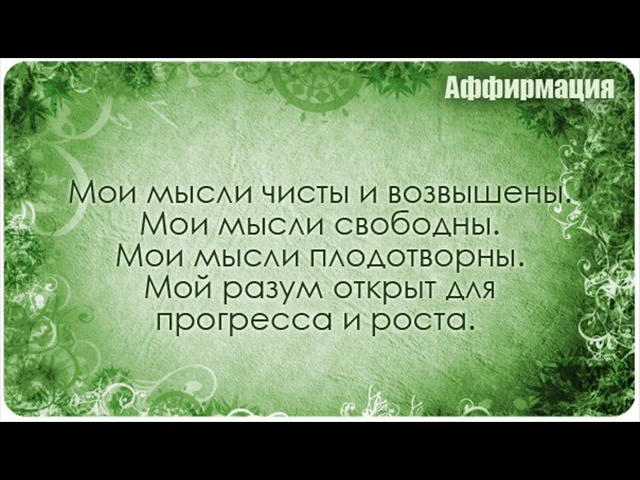 Аффирмация
Мои мысли чисты и возвышены.
Мои мысли свободны.
Мои мысли плодотворны.
Мой разум открыт для
прогресса и роста.